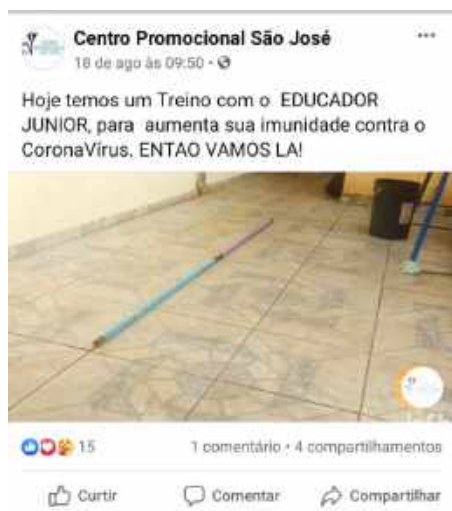 Centro Promocional São José
18 de ago às 09:50 •
Hoje temos um Treino com o EDUCADOR
JUNIOR, para aumenta sua imunidade contra o
CoronaVírus. ENTAO VAMOS LA!
15
1 comentário • 4 compartilhamentos
Curtir
Comentar
Compartilhar